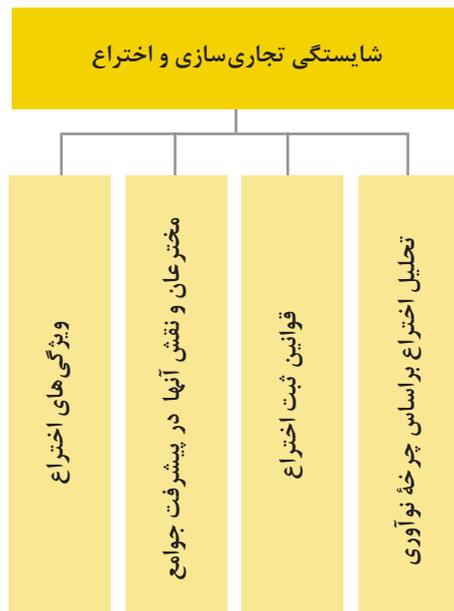 شایستگی تجاری‌سازی و اختراع
تحلیل اختراع براساس چرخهٔ نوآوری
قوانین ثبت اختراع
مخترعان و نقش آنها در پیشرفت جوامع
ویژگی‌های اختراع